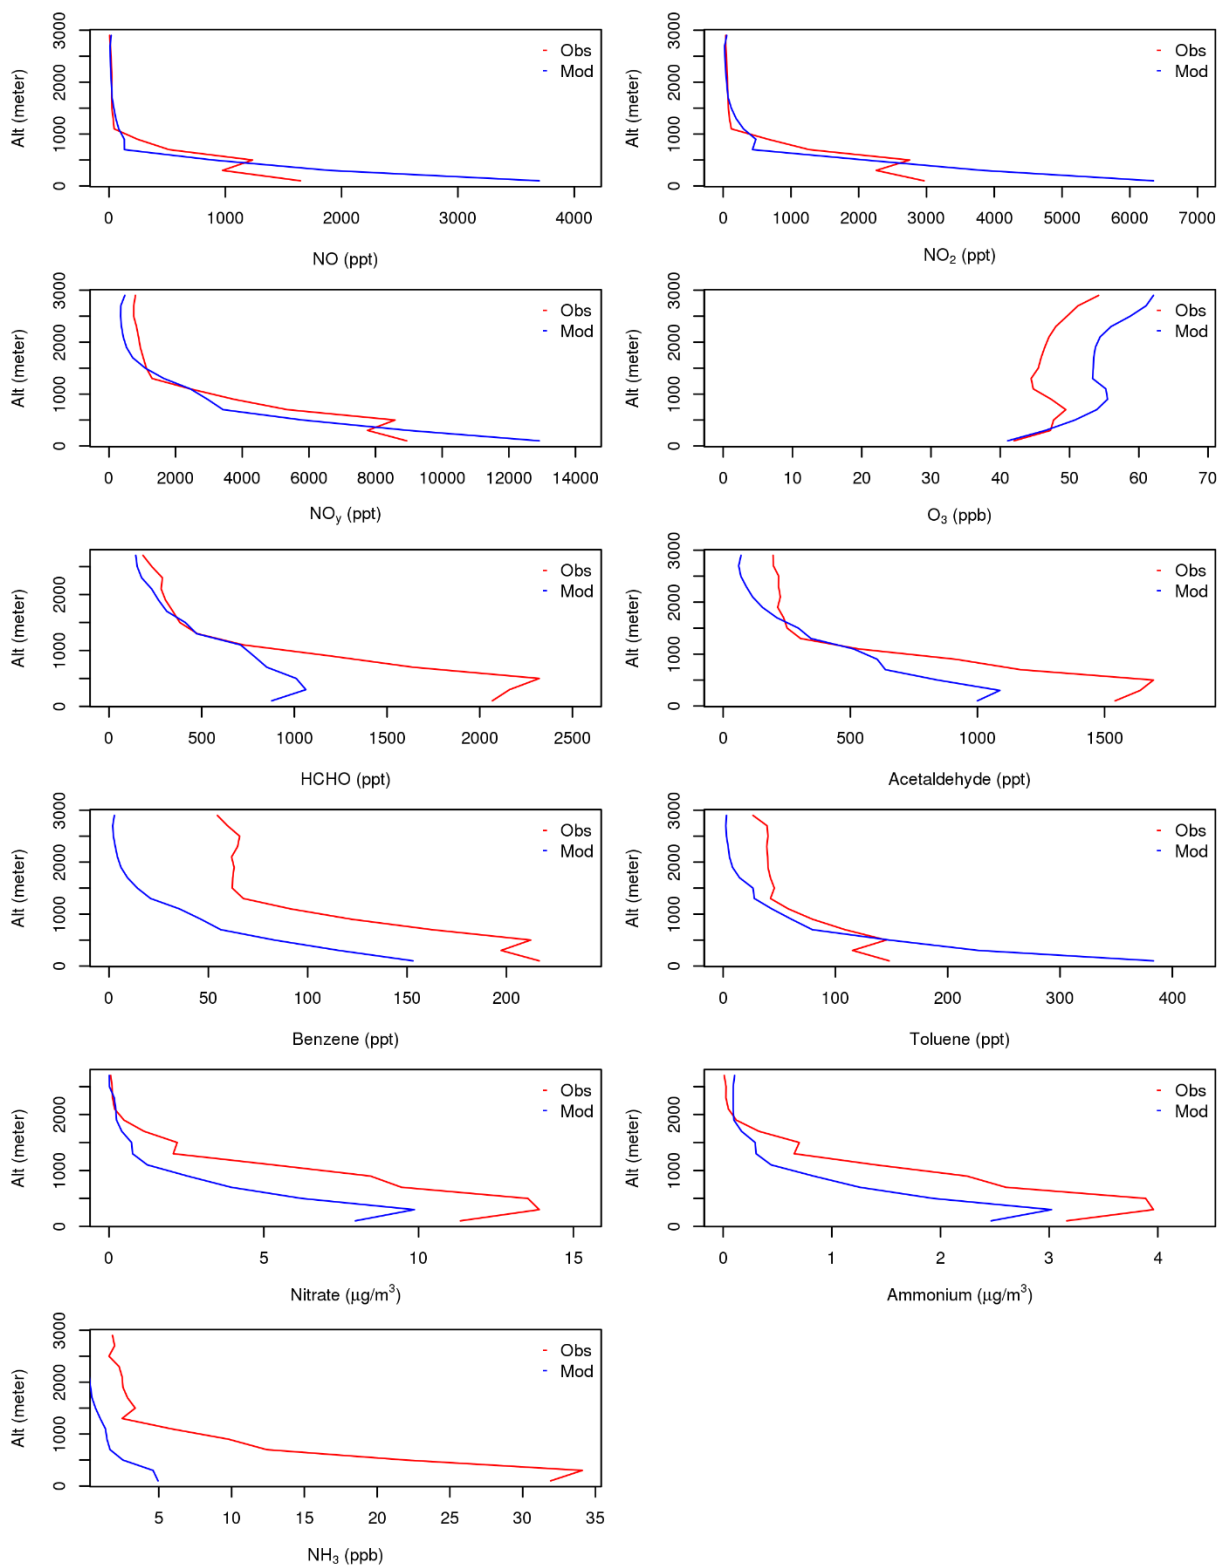 Alt (meter)
0 1000 2000 3000
Obs
Mod
0 1000 2000 3000 4000
NO (ppt)
Alt (meter)
0 1000 2000 3000
Obs
Mod
0 1000 2000 3000 4000 5000 6000 7000
NO₂ (ppt)
Alt (meter)
0 1000 2000 3000
Obs
Mod
0 2000 4000 6000 8000 10000 12000 14000
NOy (ppt)
Alt (meter)
0 1000 2000 3000
Obs
Mod
0 10 20 30 40 50 60 70
O₃ (ppb)
Alt (meter)
0 1000 2000
Obs
Mod
0 500 1000 1500 2000 2500
HCHO (ppt)
Alt (meter)
0 1000 2000 3000
Obs
Mod
0 500 1000 1500
Acetaldehyde (ppt)
Alt (meter)
0 1000 2000 3000
Obs
Mod
0 50 100 150 200
Benzene (ppt)
Alt (meter)
0 1000 2000 3000
Obs
Mod
0 100 200 300 400
Toluene (ppt)
Alt (meter)
0 1000 2000
Obs
Mod
0 5 10 15
Nitrate (μg/m³)
Alt (meter)
0 1000 2000
Obs
Mod
0 1 2 3 4
Ammonium (μg/m³)
Alt (meter)
0 1000 2000 3000
Obs
Mod
5 10 15 20 25 30 35
NH₃ (ppb)